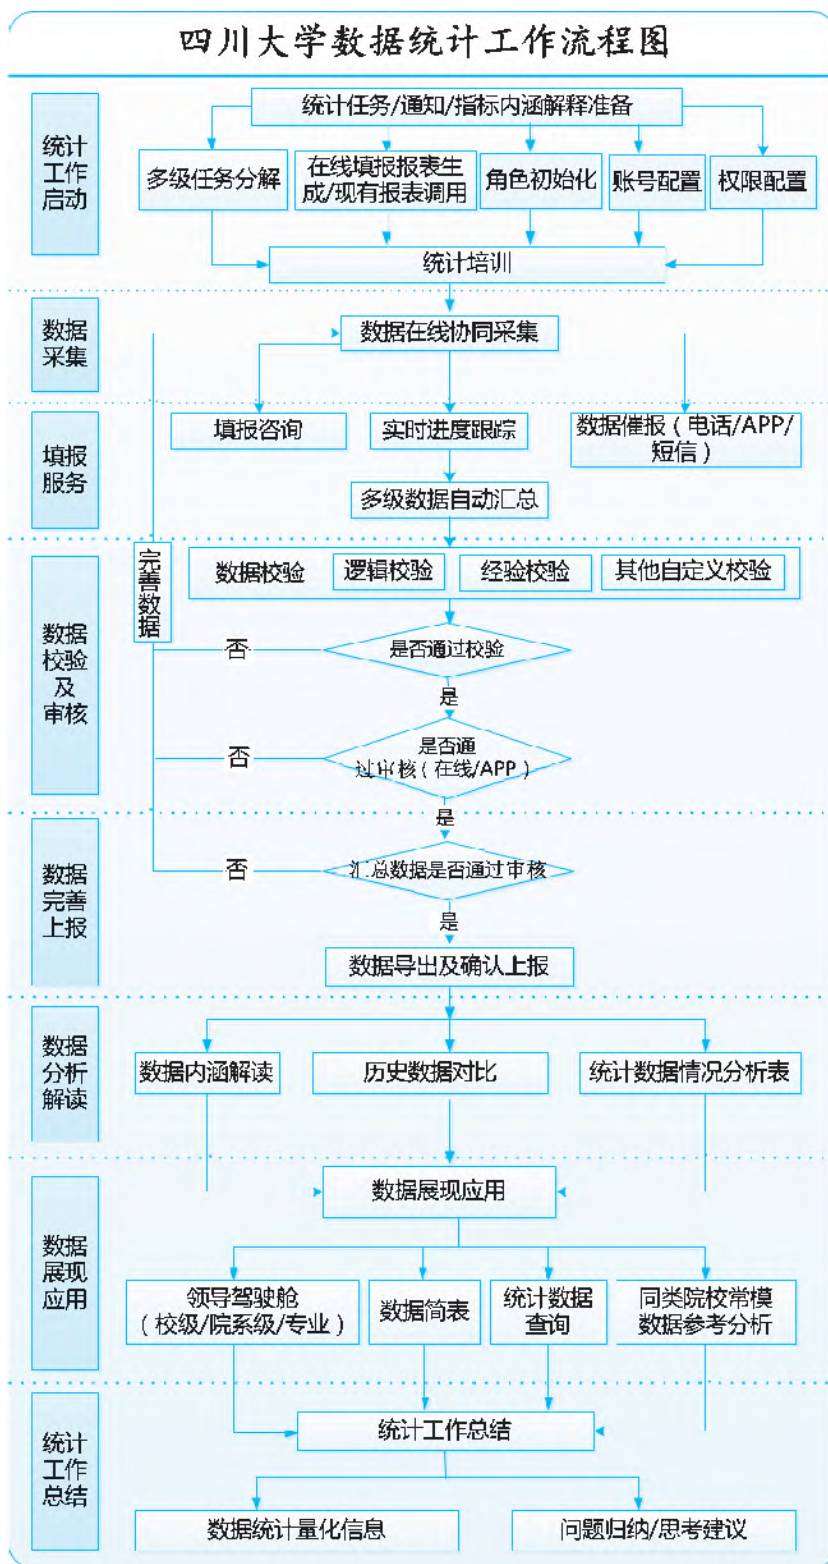 四川大学数据统计工作流程图
统计
工作
启动
统计任务/通知/指标内涵解释准备
多级任务分解
在线填报报表生
成/现有报表调用
角色初始化
账号配置
权限配置
统计培训
数据
采集
数据在线协同采集
填报
服务
填报咨询
实时进度跟踪
数据催报(电话/APP/
短信)
多级数据自动汇总
完善数据
数据
校验
及
审核
数据校验
逻辑校验
经验校验
其他自定义校验
否
是否通过校验
是
否
是否通
过审核(在线/APP)
是
数据
完善
上报
否
汇总数据是否通过审核
是
数据导出及确认上报
数据
分析
解读
数据内涵解读
历史数据对比
统计数据情况分析表
数据
展现
应用
数据展现应用
领导驾驶舱
(校级/院系级/专业)
数据简表
统计数据
查询
同类院校常模
数据参考分析
统计
工作
总结
统计工作总结
数据统计量化信息
问题归纳/思考建议